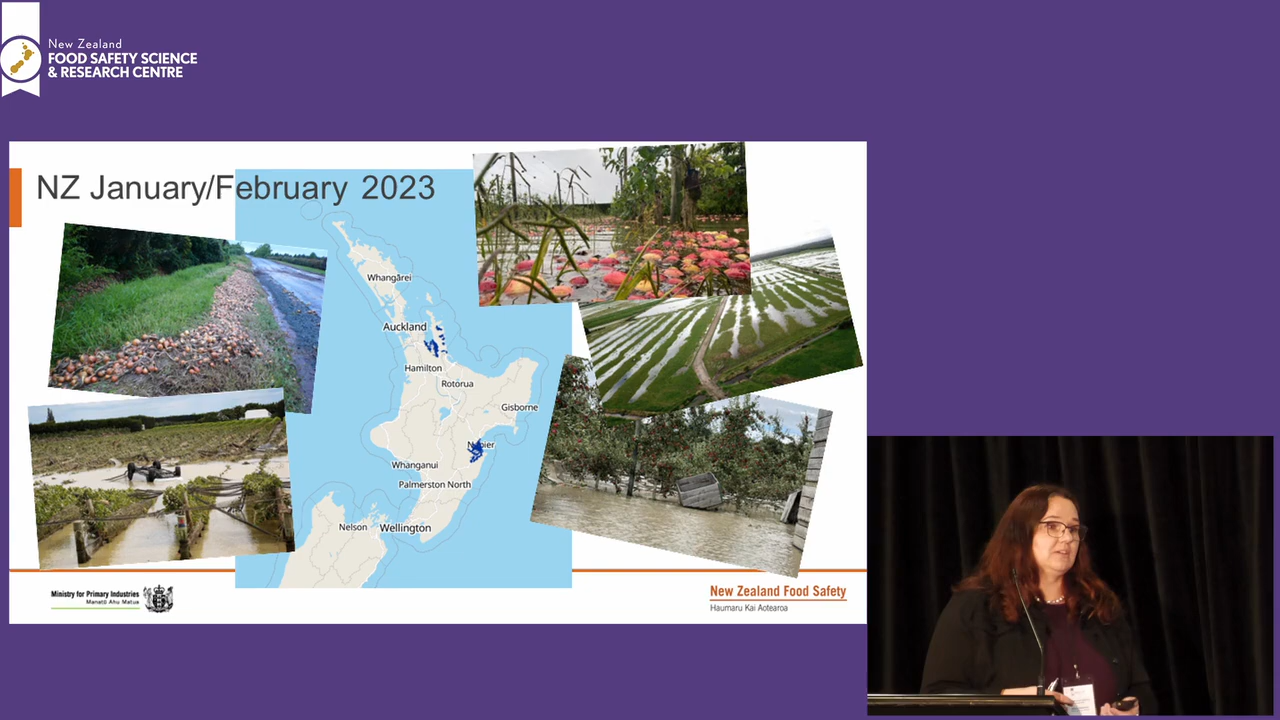 New Zealand
FOOD SAFETY SCIENCE
& RESEARCH CENTRE
NZ January/February 2023
Whangārei
Auckland
Hamilton
Rotorua
Gisborne
Napier
Whanganui
Palmerston North
Nelson
Wellington
Ministry for Primary Industries
Manatū Ahu Matua
New Zealand Food Safety
Haumaru Kai Aotearoa